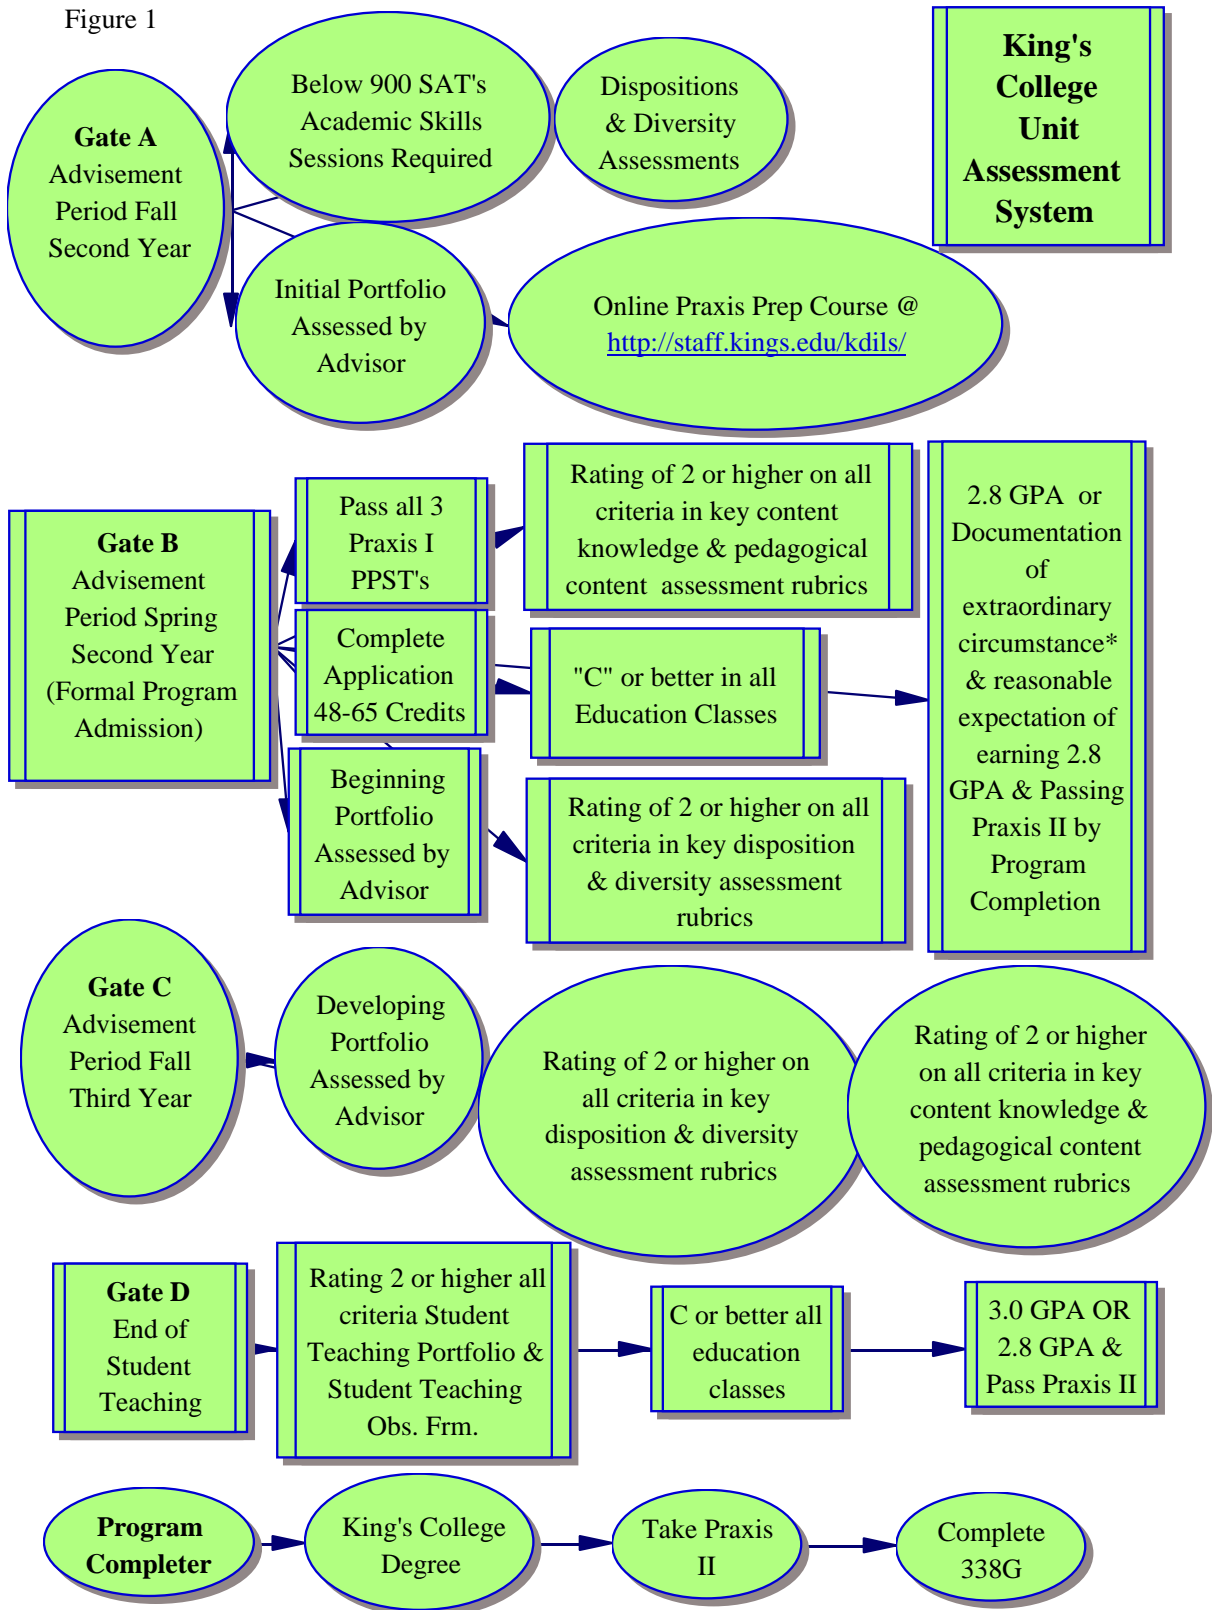 Figure 1
King's
College
Unit
Assessment
System
Gate A
Advisement
Period Fall
Second Year
Below 900 SAT's
Academic Skills
Sessions Required
Dispositions
& Diversity
Assessments
Initial Portfolio
Assessed by
Advisor
Online Praxis Prep Course @
http://staff.kings.edu/kdils/
Gate B
Advisement
Period Spring
Second Year
(Formal Program
Admission)
Pass all 3
Praxis I
PPST's
Rating of 2 or higher on all
criteria in key content
knowledge & pedagogical
content assessment rubrics
Complete
Application
48-65 Credits
"C" or better in all
Education Classes
Beginning
Portfolio
Assessed by
Advisor
Rating of 2 or higher on all
criteria in key disposition
& diversity assessment
rubrics
2.8 GPA or
Documentation
of
extraordinary
circumstance*
& reasonable
expectation of
earning 2.8
GPA & Passing
Praxis II by
Program
Completion
Gate C
Advisement
Period Fall
Third Year
Developing
Portfolio
Assessed by
Advisor
Rating of 2 or higher on
all criteria in key
disposition & diversity
assessment rubrics
Rating of 2 or higher
on all criteria in key
content knowledge &
pedagogical content
assessment rubrics
Gate D
End of
Student
Teaching
Rating 2 or higher all
criteria Student
Teaching Portfolio &
Student Teaching
Obs. Frm.
C or better all
education
classes
3.0 GPA OR
2.8 GPA &
Pass Praxis II
Program
Completer
King's College
Degree
Take Praxis
II
Complete
338G